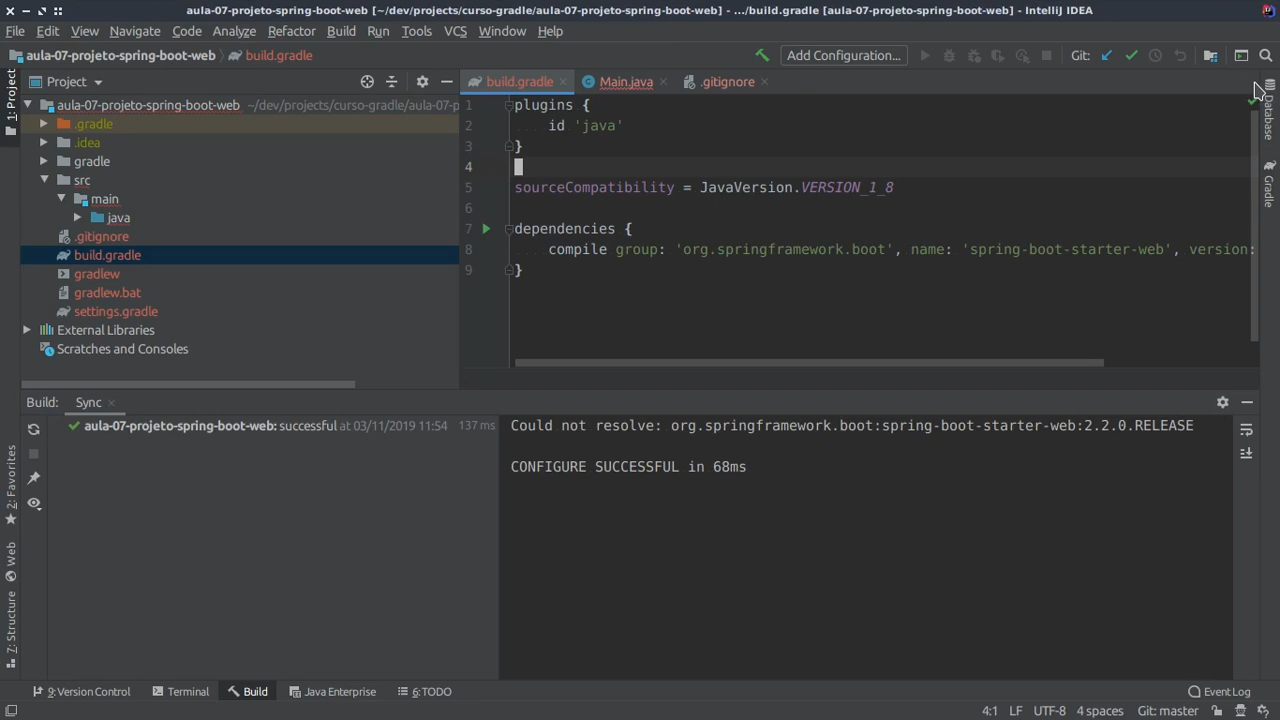 aula-07-projeto-spring-boot-web [~/dev/projects/curso-gradle/plugins/aula-07-projeto-spring-boot-web] - .../build.gradle [aula-07-projeto-spring-boot-web] - IntelliJ IDEA
File Edit View Navigate Code Analyze Refactor Build Run Tools VCS Window Help
aula-07-projeto-spring-boot-web build.gradle Add Configuration... Git:
1: Project
Project
build.gradle Main.java .gitignore
aula-07-projeto-spring-boot-web ~/dev/projects/curso-gradle/aula-07-p
.gradle
.idea
gradle
src
main
java
.gitignore
build.gradle
gradlew
gradlew.bat
settings.gradle
External Libraries
Scratches and Consoles
1 plugins {
2 id 'java'
3 }
4
5 sourceCompatibility = JavaVersion.VERSION_1_8
6
7 dependencies {
8 compile group: 'org.springframework.boot', name: 'spring-boot-starter-web', version:
9 }
Database
Gradle
Build: Sync
aula-07-projeto-spring-boot-web: successful at 03/11/2019 11:54 137 ms
Could not resolve: org.springframework.boot:spring-boot-starter-web:2.2.0.RELEASE
CONFIGURE SUCCESSFUL in 68ms
2: Favorites
Web
Z: Structure
9: Version Control Terminal Build Java Enterprise 6: TODO Event Log
4:1 LF UTF-8 4 spaces Git: master